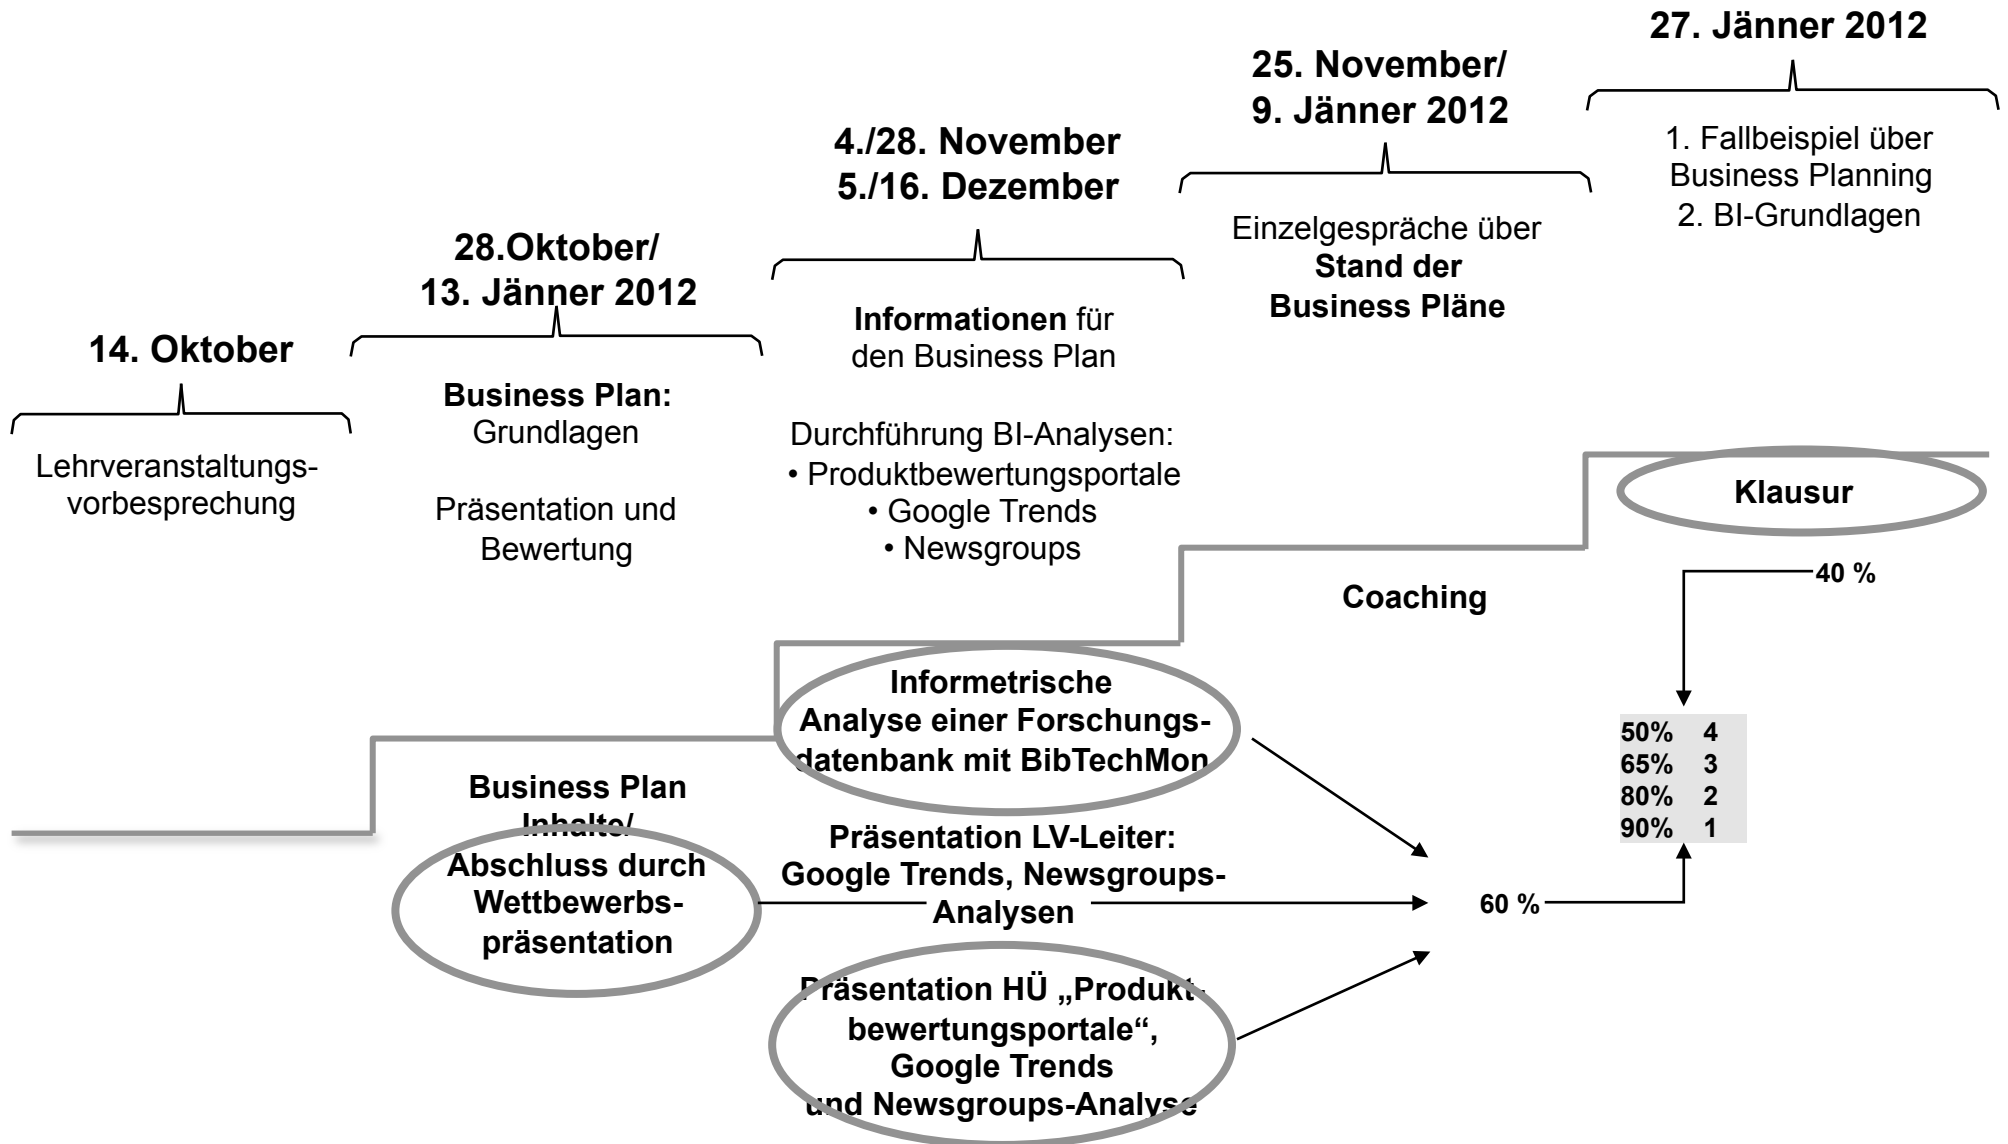 14. Oktober
Lehrveranstaltungs-
vorbesprechung
28.Oktober/
13. Jänner 2012
Business Plan:
Grundlagen
Präsentation und
Bewertung
Business Plan
Inhalte/
Abschluss durch
Wettbewerbs-
präsentation
4./28. November
5./16. Dezember
Informationen für
den Business Plan
Durchführung BI-Analysen:
• Produktbewertungsportale
• Google Trends
• Newsgroups
Informetrische
Analyse einer Forschungs-
datenbank mit BibTechMon
Präsentation LV-Leiter:
Google Trends, Newsgroups-
Analysen
Präsentation HÜ „Produkt-
bewertungsportale“,
Google Trends
und Newsgroups-Analyse
25. November/
9. Jänner 2012
Einzelgespräche über
Stand der
Business Pläne
Coaching
27. Jänner 2012
1. Fallbeispiel über
Business Planning
2. BI-Grundlagen
Klausur
40 %
50% 4
65% 3
80% 2
90% 1
60 %